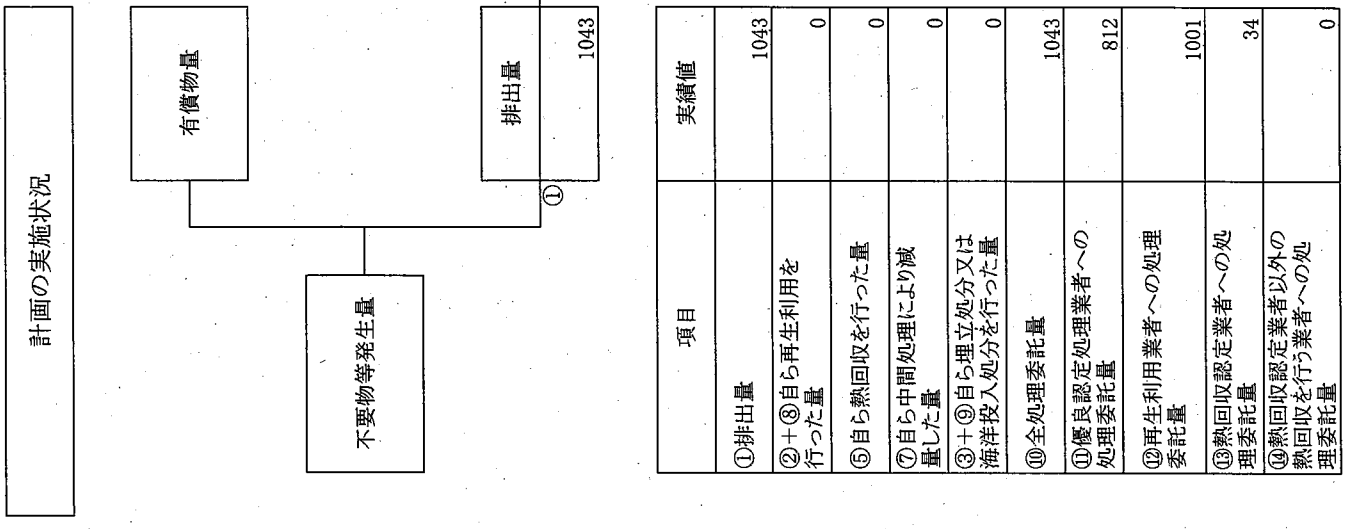 計画の実施状況
有償物量
不要物等発生量
①
排出量
1043
項目
実績値
①排出量
1043
②+⑧自ら再生利用を
行った量
0
⑤自ら熱回収を行った量
0
⑦自ら中間処理により減
量した量
0
③+⑨自ら埋立処分又は
海洋投入処分を行った量
0
⑩全処理委託量
1043
⑪優良認定処理業者への
処理委託量
812
⑫再生利用業者への処理
委託量
1001
⑬熱回収認定業者への処
理委託量
34
⑭熱回収認定業者以外の
熱回収を行う業者への処
理委託量
0